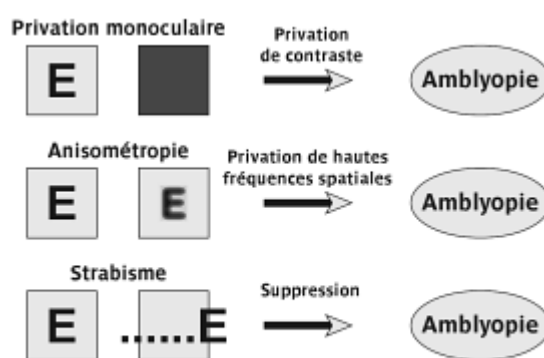 Privation monoculaire
E
Privation
de contraste
Amblyopie
Anisométropie
E E
Privation de hautes
fréquences spatiales
Amblyopie
Strabisme
E ......E
Suppression
Amblyopie